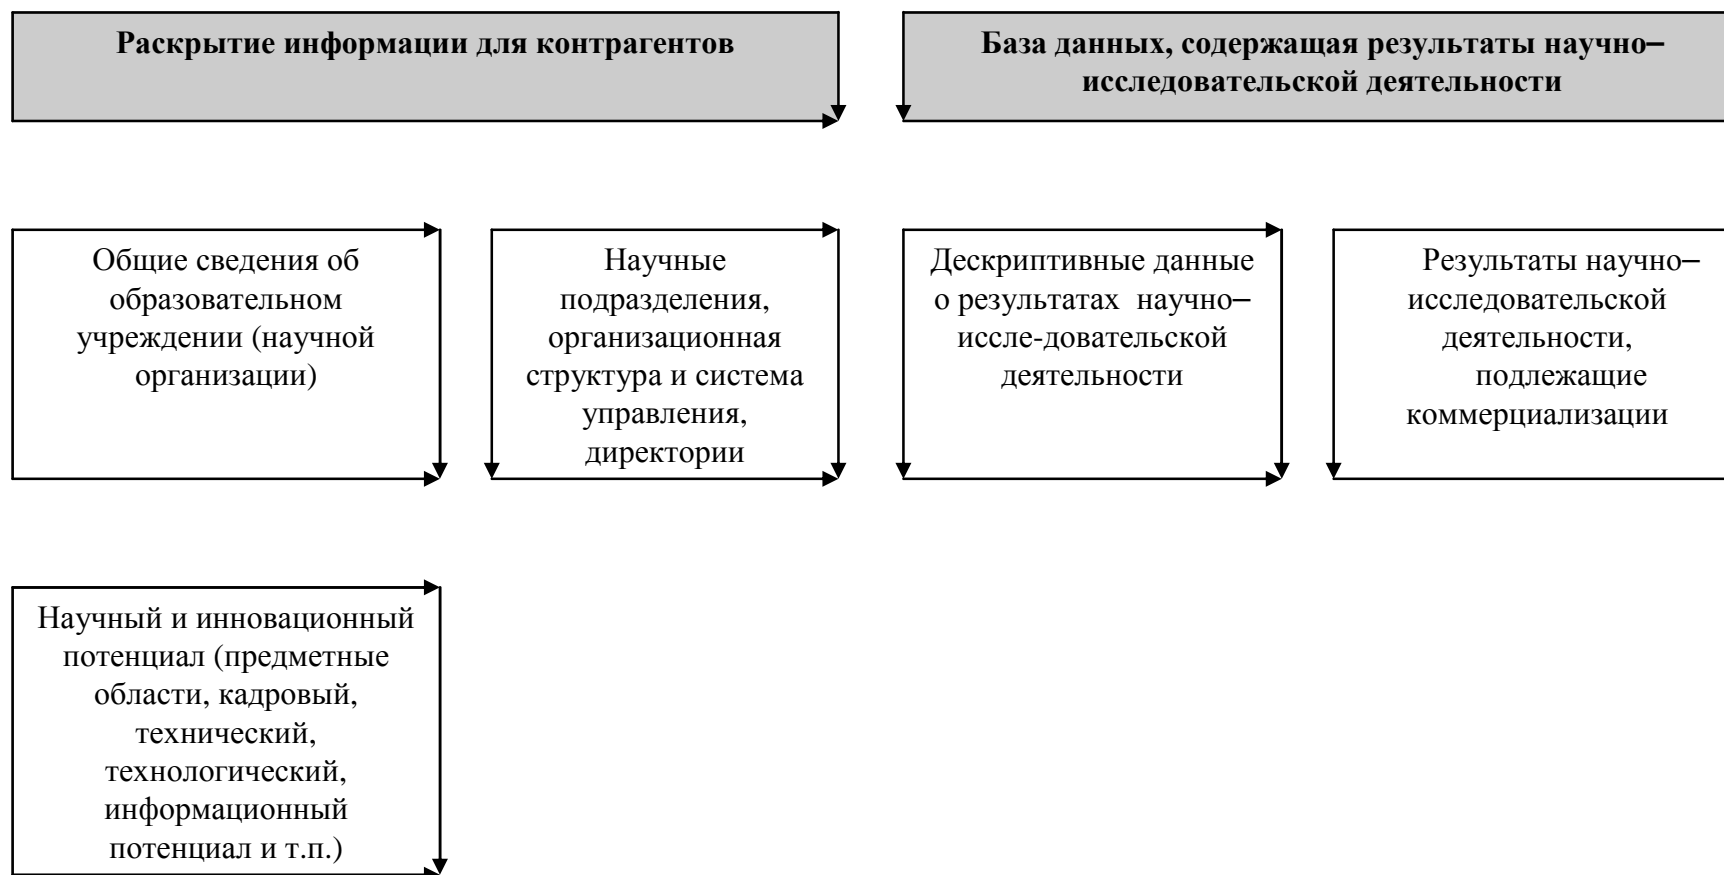 Раскрытие информации для контрагентов
База данных, содержащая результаты научно–
исследовательской деятельности
Общие сведения об
образовательном
учреждении (научной
организации)
Научные
подразделения,
организационная
структура и система
управления,
директории
Дескриптивные данные
о результатах научно–
иссле-довательской
деятельности
Результаты научно–
исследовательской
деятельности,
подлежащие
коммерциализации
Научный и инновационный
потенциал (предметные
области, кадровый,
технический,
технологический,
информационный
потенциал и т.п.)